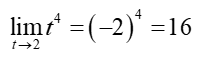 lim t⁴ = (−2)⁴ = 16
t→2